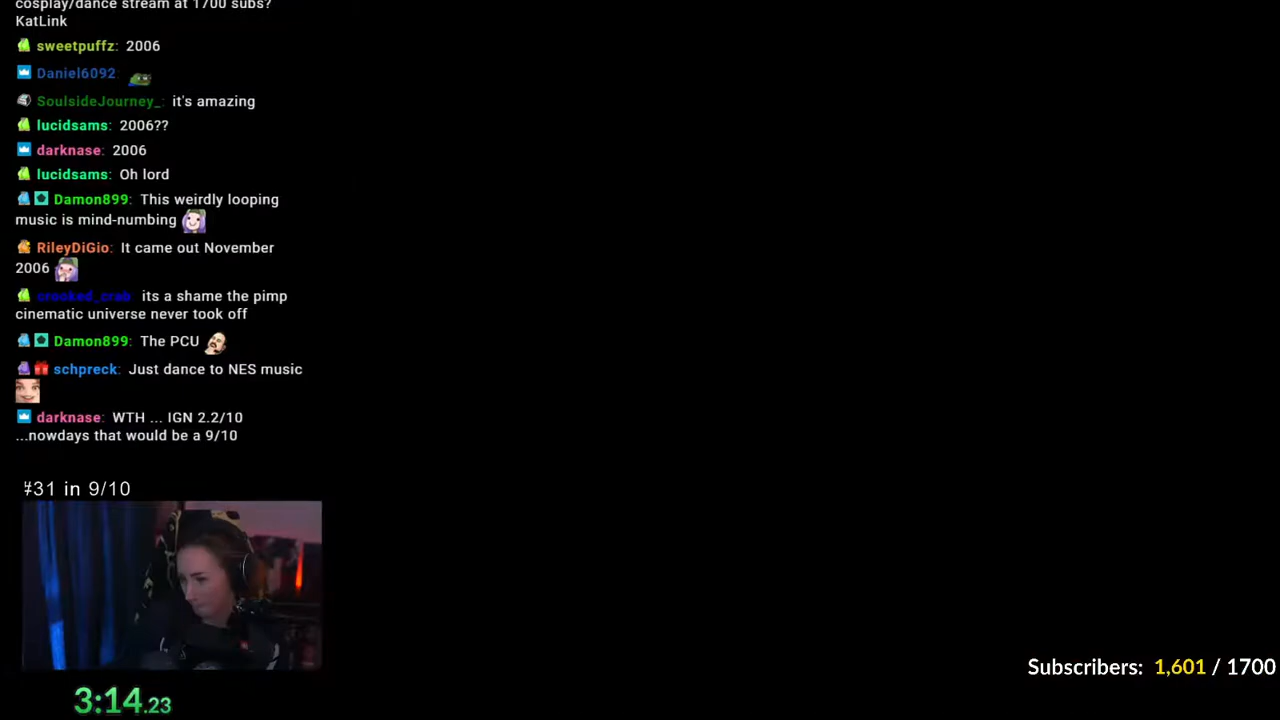 cosplay/dance stream at 1700 subs?
KatLink
sweetpuffz: 2006
Daniel6092:
SoulsideJourney_: it's amazing
lucidsams: 2006??
darknase: 2006
lucidsams: Oh lord
Damon899: This weirdly looping
music is mind-numbing
RileyDiGio: It came out November
2006
crooked_crab its a shame the pimp
cinematic universe never took off
Damon899: The PCU
schpreck: Just dance to NES music
darknase: WTH ... IGN 2.2/10
...nowdays that would be a 9/10
#31 in 9/10
Subscribers: 1,601 / 1700
3:14.23